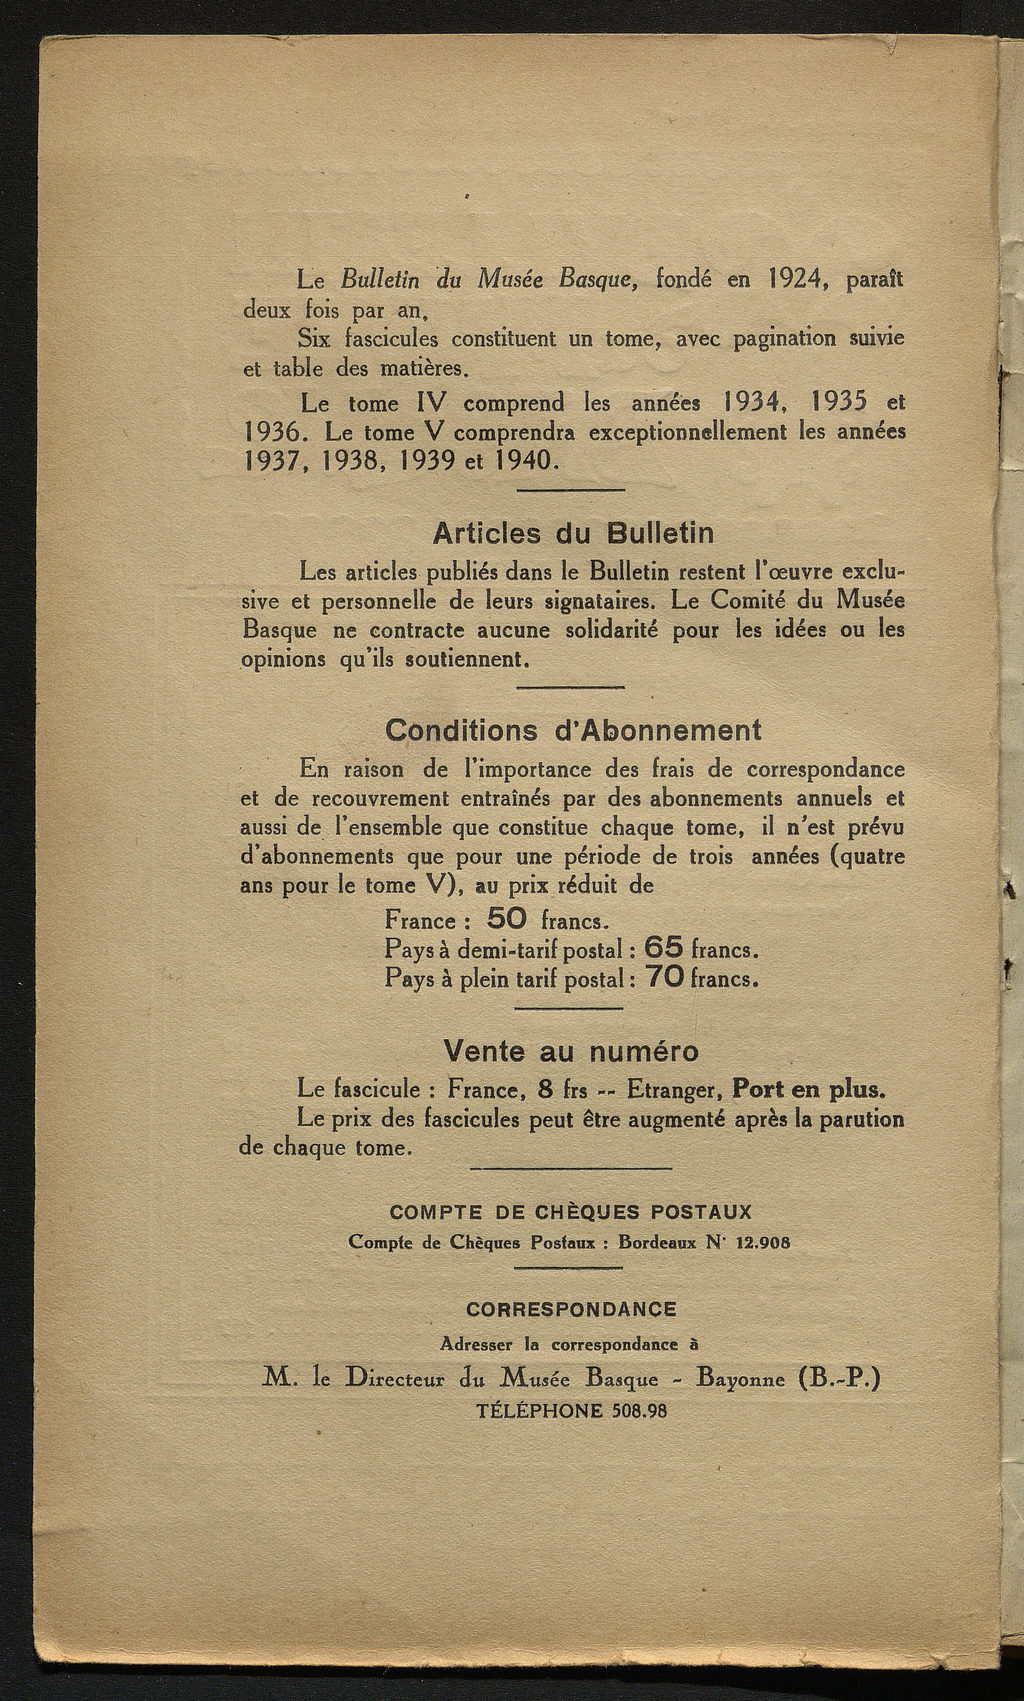 Le Bulletin du Musée Basque, fondé en 1924, paraît
deux fois par an,
Six fascicules constituent un tome, avec pagination suivie
et table des matières.
Le tome IV comprend les années 1934, 1935 et
1936. Le tome V comprendra exceptionnellement les années
1937, 1938, 1939 et 1940.
Articles du Bulletin
Les articles publiés dans le Bulletin restent l'œuvre exclu-
sive et personnelle de leurs signataires. Le Comité du Musée
Basque ne contracte aucune solidarité pour les idées ou les
opinions qu'ils soutiennent.
Conditions d'Abonnement
En raison de l'importance des frais de correspondance
et de recouvrement entraînés par des abonnements annuels et
aussi de l'ensemble que constitue chaque tome, il n'est prévu
d'abonnements que pour une période de trois années (quatre
ans pour le tome V), au prix réduit de
France : 50 francs.
Pays à demi-tarif postal : 65 francs.
Pays à plein tarif postal : 70 francs.
Vente au numéro
Le fascicule : France, 8 frs -- Etranger, Port en plus.
Le prix des fascicules peut être augmenté après la parution
de chaque tome.
COMPTE DE CHÈQUES POSTAUX
Compte de Chèques Postaux : Bordeaux N° 12.908
CORRESPONDANCE
Adresser la correspondance à
M. le Directeur du Musée Basque - Bayonne (B.-P.)
TÉLÉPHONE 508.98